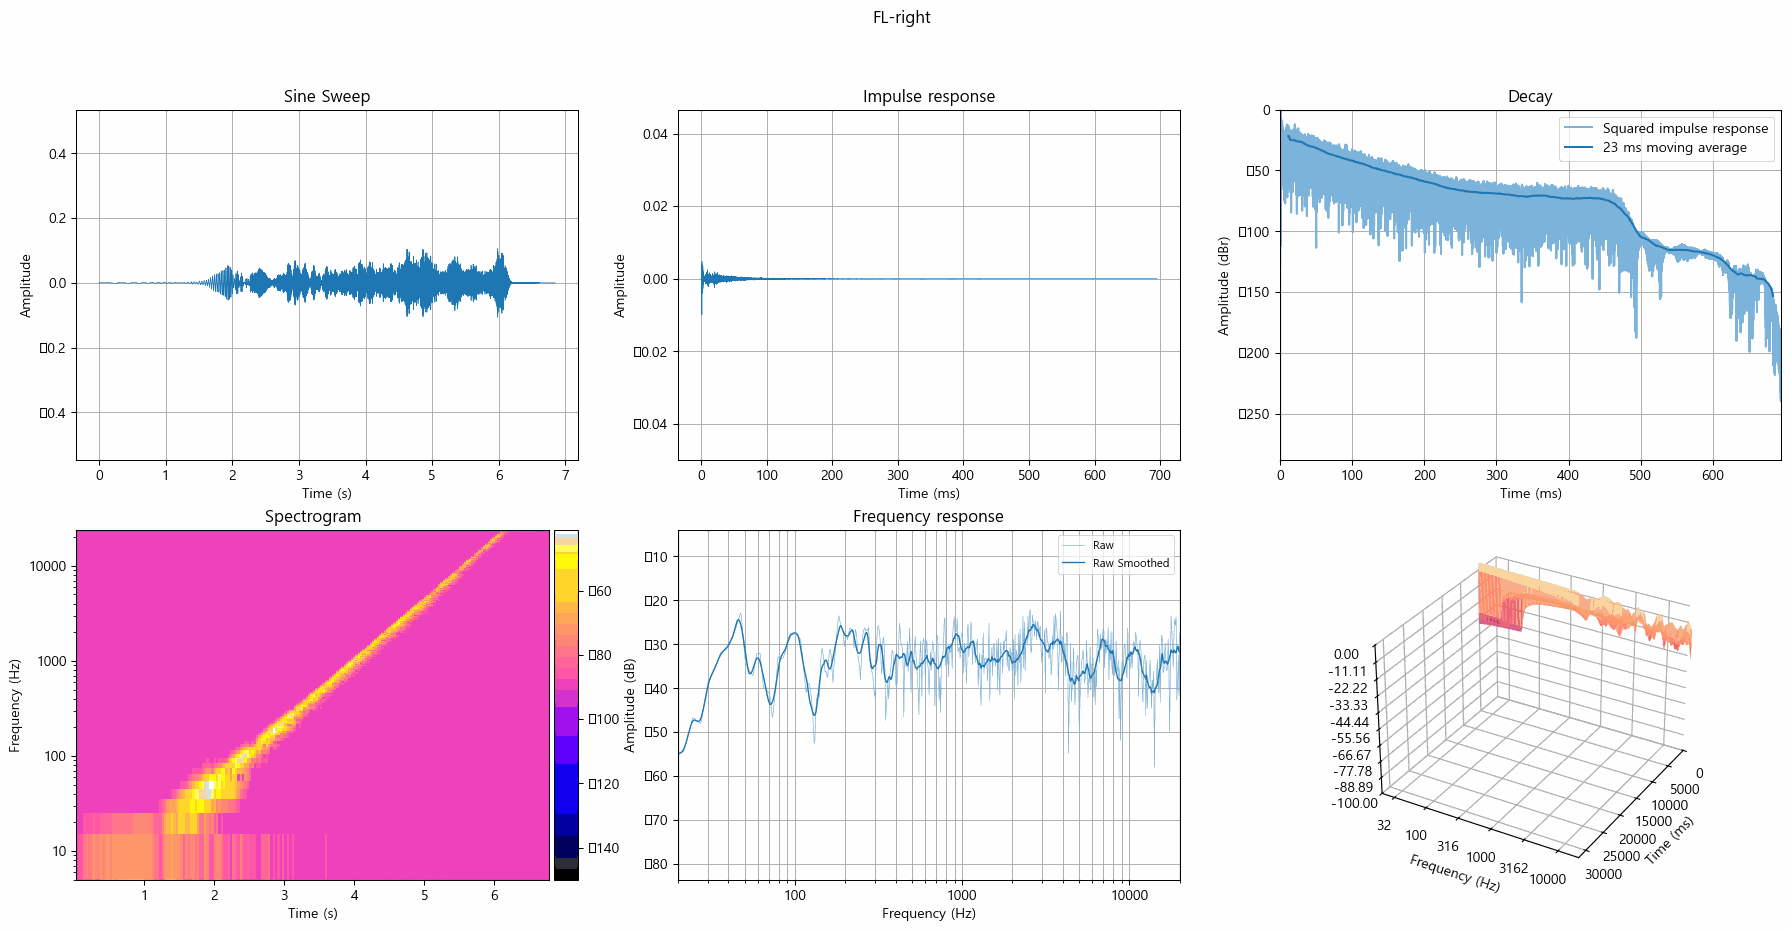 FL-right
Sine Sweep
Amplitude
0.4
0.2
0.0
▯0.2
▯0.4
0 1 2 3 4 5 6 7
Time (s)
Impulse response
Amplitude
0.04
0.02
0.00
▯0.02
▯0.04
0 100 200 300 400 500 600 700
Time (ms)
Decay
Squared impulse response
23 ms moving average
Amplitude (dBr)
0
▯50
▯100
▯150
▯200
▯250
0 100 200 300 400 500 600
Time (ms)
Spectrogram
Frequency (Hz)
10000
1000
100
10
1 2 3 4 5 6
Time (s)
▯60
▯80
▯100
▯120
▯140
Frequency response
Raw
Raw Smoothed
Amplitude (dB)
▯10
▯20
▯30
▯40
▯50
▯60
▯70
▯80
100 1000 10000
Frequency (Hz)
0.00
-11.11
-22.22
-33.33
-44.44
-55.56
-66.67
-77.78
-88.89
-100.00
32 100 316 1000 3162 10000
Frequency (Hz)
0
5000
10000
15000
20000
25000
30000
Time (ms)